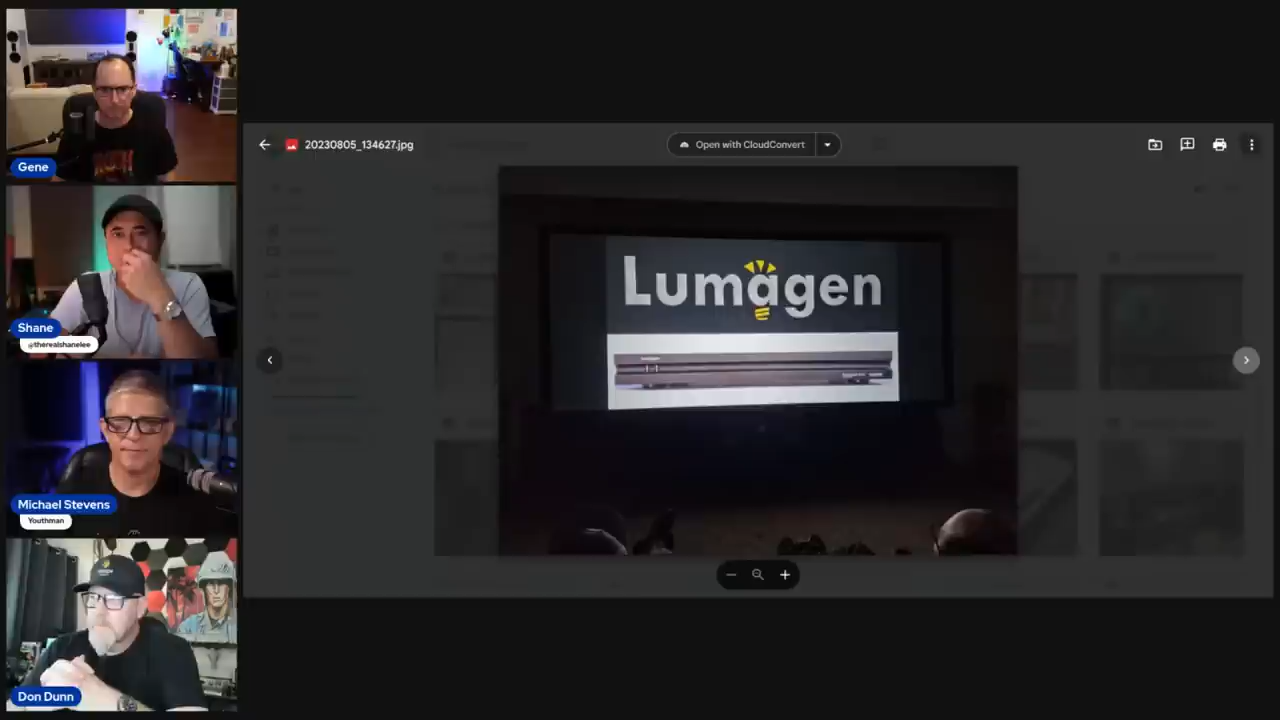 Gene
Shane
@therealshanelee
Michael Stevens
Youthman
Don Dunn
20230805_134627.jpg
Open with CloudConvert
Lumagen